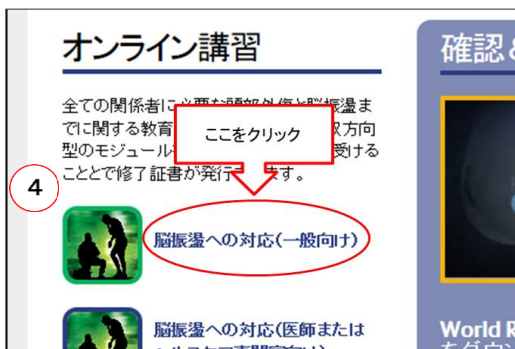 オンライン講習
全ての関係者に
でに関する教育
型のモジュール
こととで修了証書が発行
ます。
方向
受ける
ここをクリック
4
脳振盪への対応(一般向け)
脳振盪への対応(医師または
確認
World R